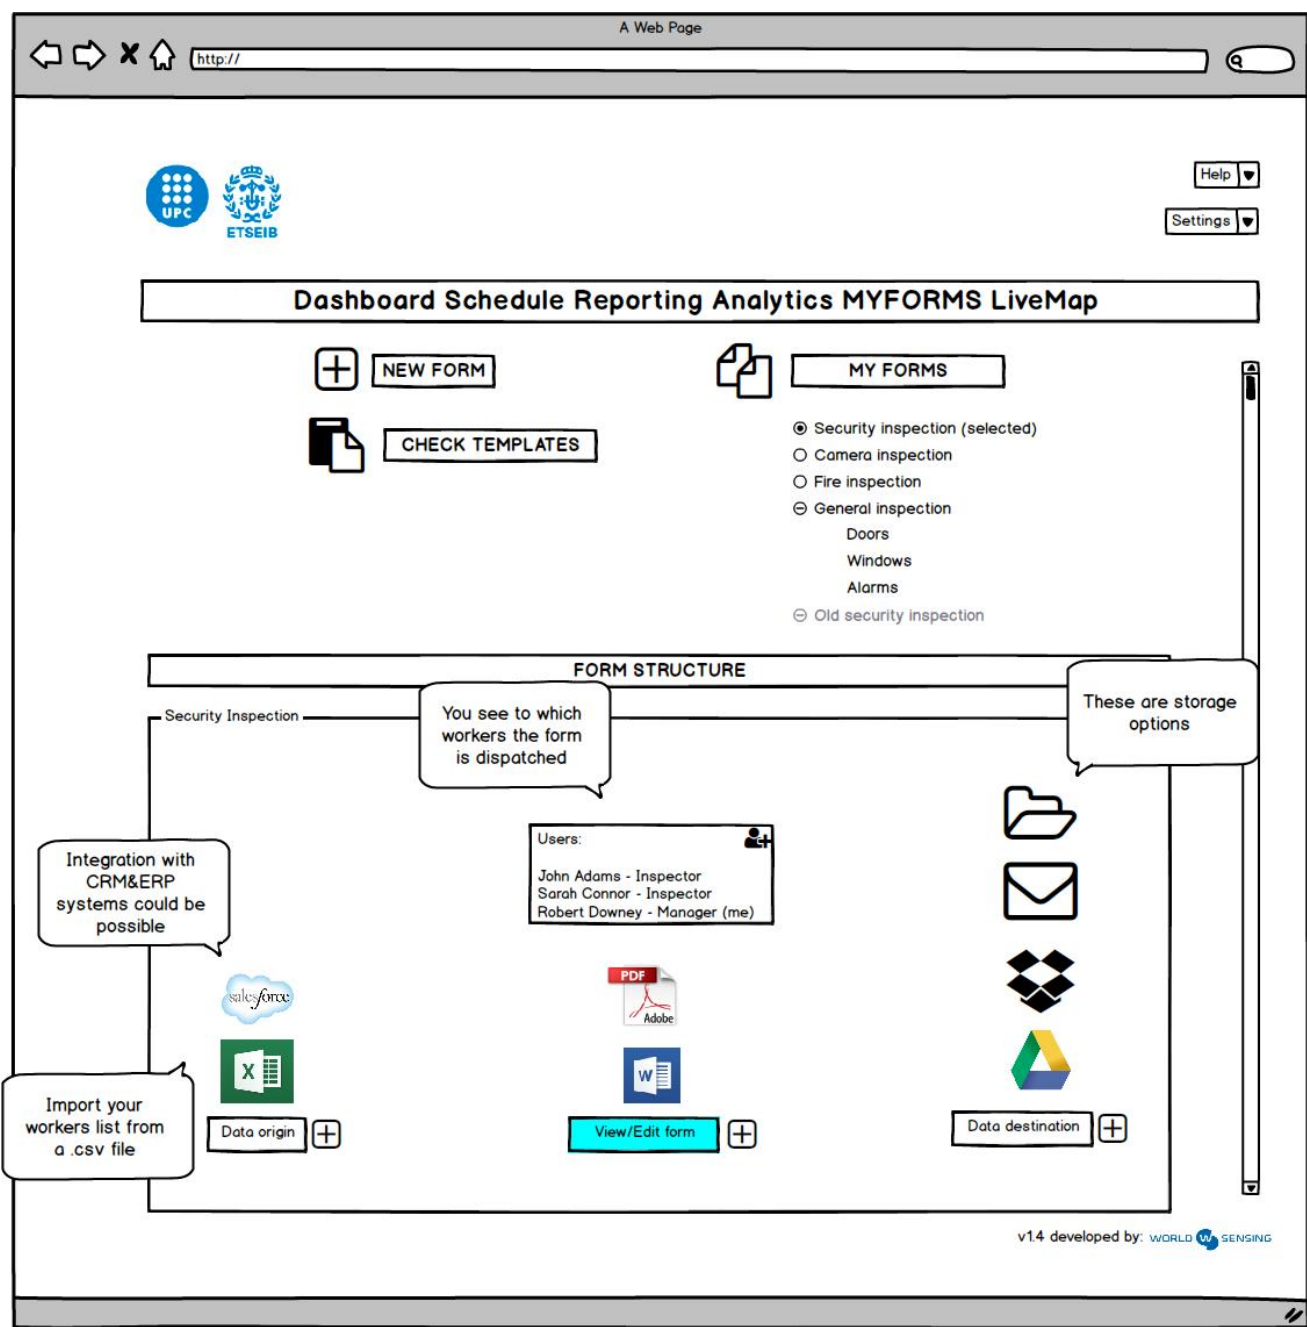 A Web Page
http://
UPC
ETSEIB
Help
Settings
Dashboard Schedule Reporting Analytics MYFORMS LiveMap
NEW FORM
MY FORMS
CHECK TEMPLATES
Security inspection (selected)
Camera inspection
Fire inspection
General inspection
Doors
Windows
Alarms
Old security inspection
FORM STRUCTURE
Security Inspection
You see to which
workers the form
is dispatched
These are storage
options
Users:
John Adams - Inspector
Sarah Connor - Inspector
Robert Downey - Manager (me)
Integration with
CRM&ERP
systems could be
possible
salesforce
PDF
Adobe
X
W
Import your
workers list from
a .csv file
Data origin
View/Edit form
Data destination
v1.4 developed by: WORLD W SENSING